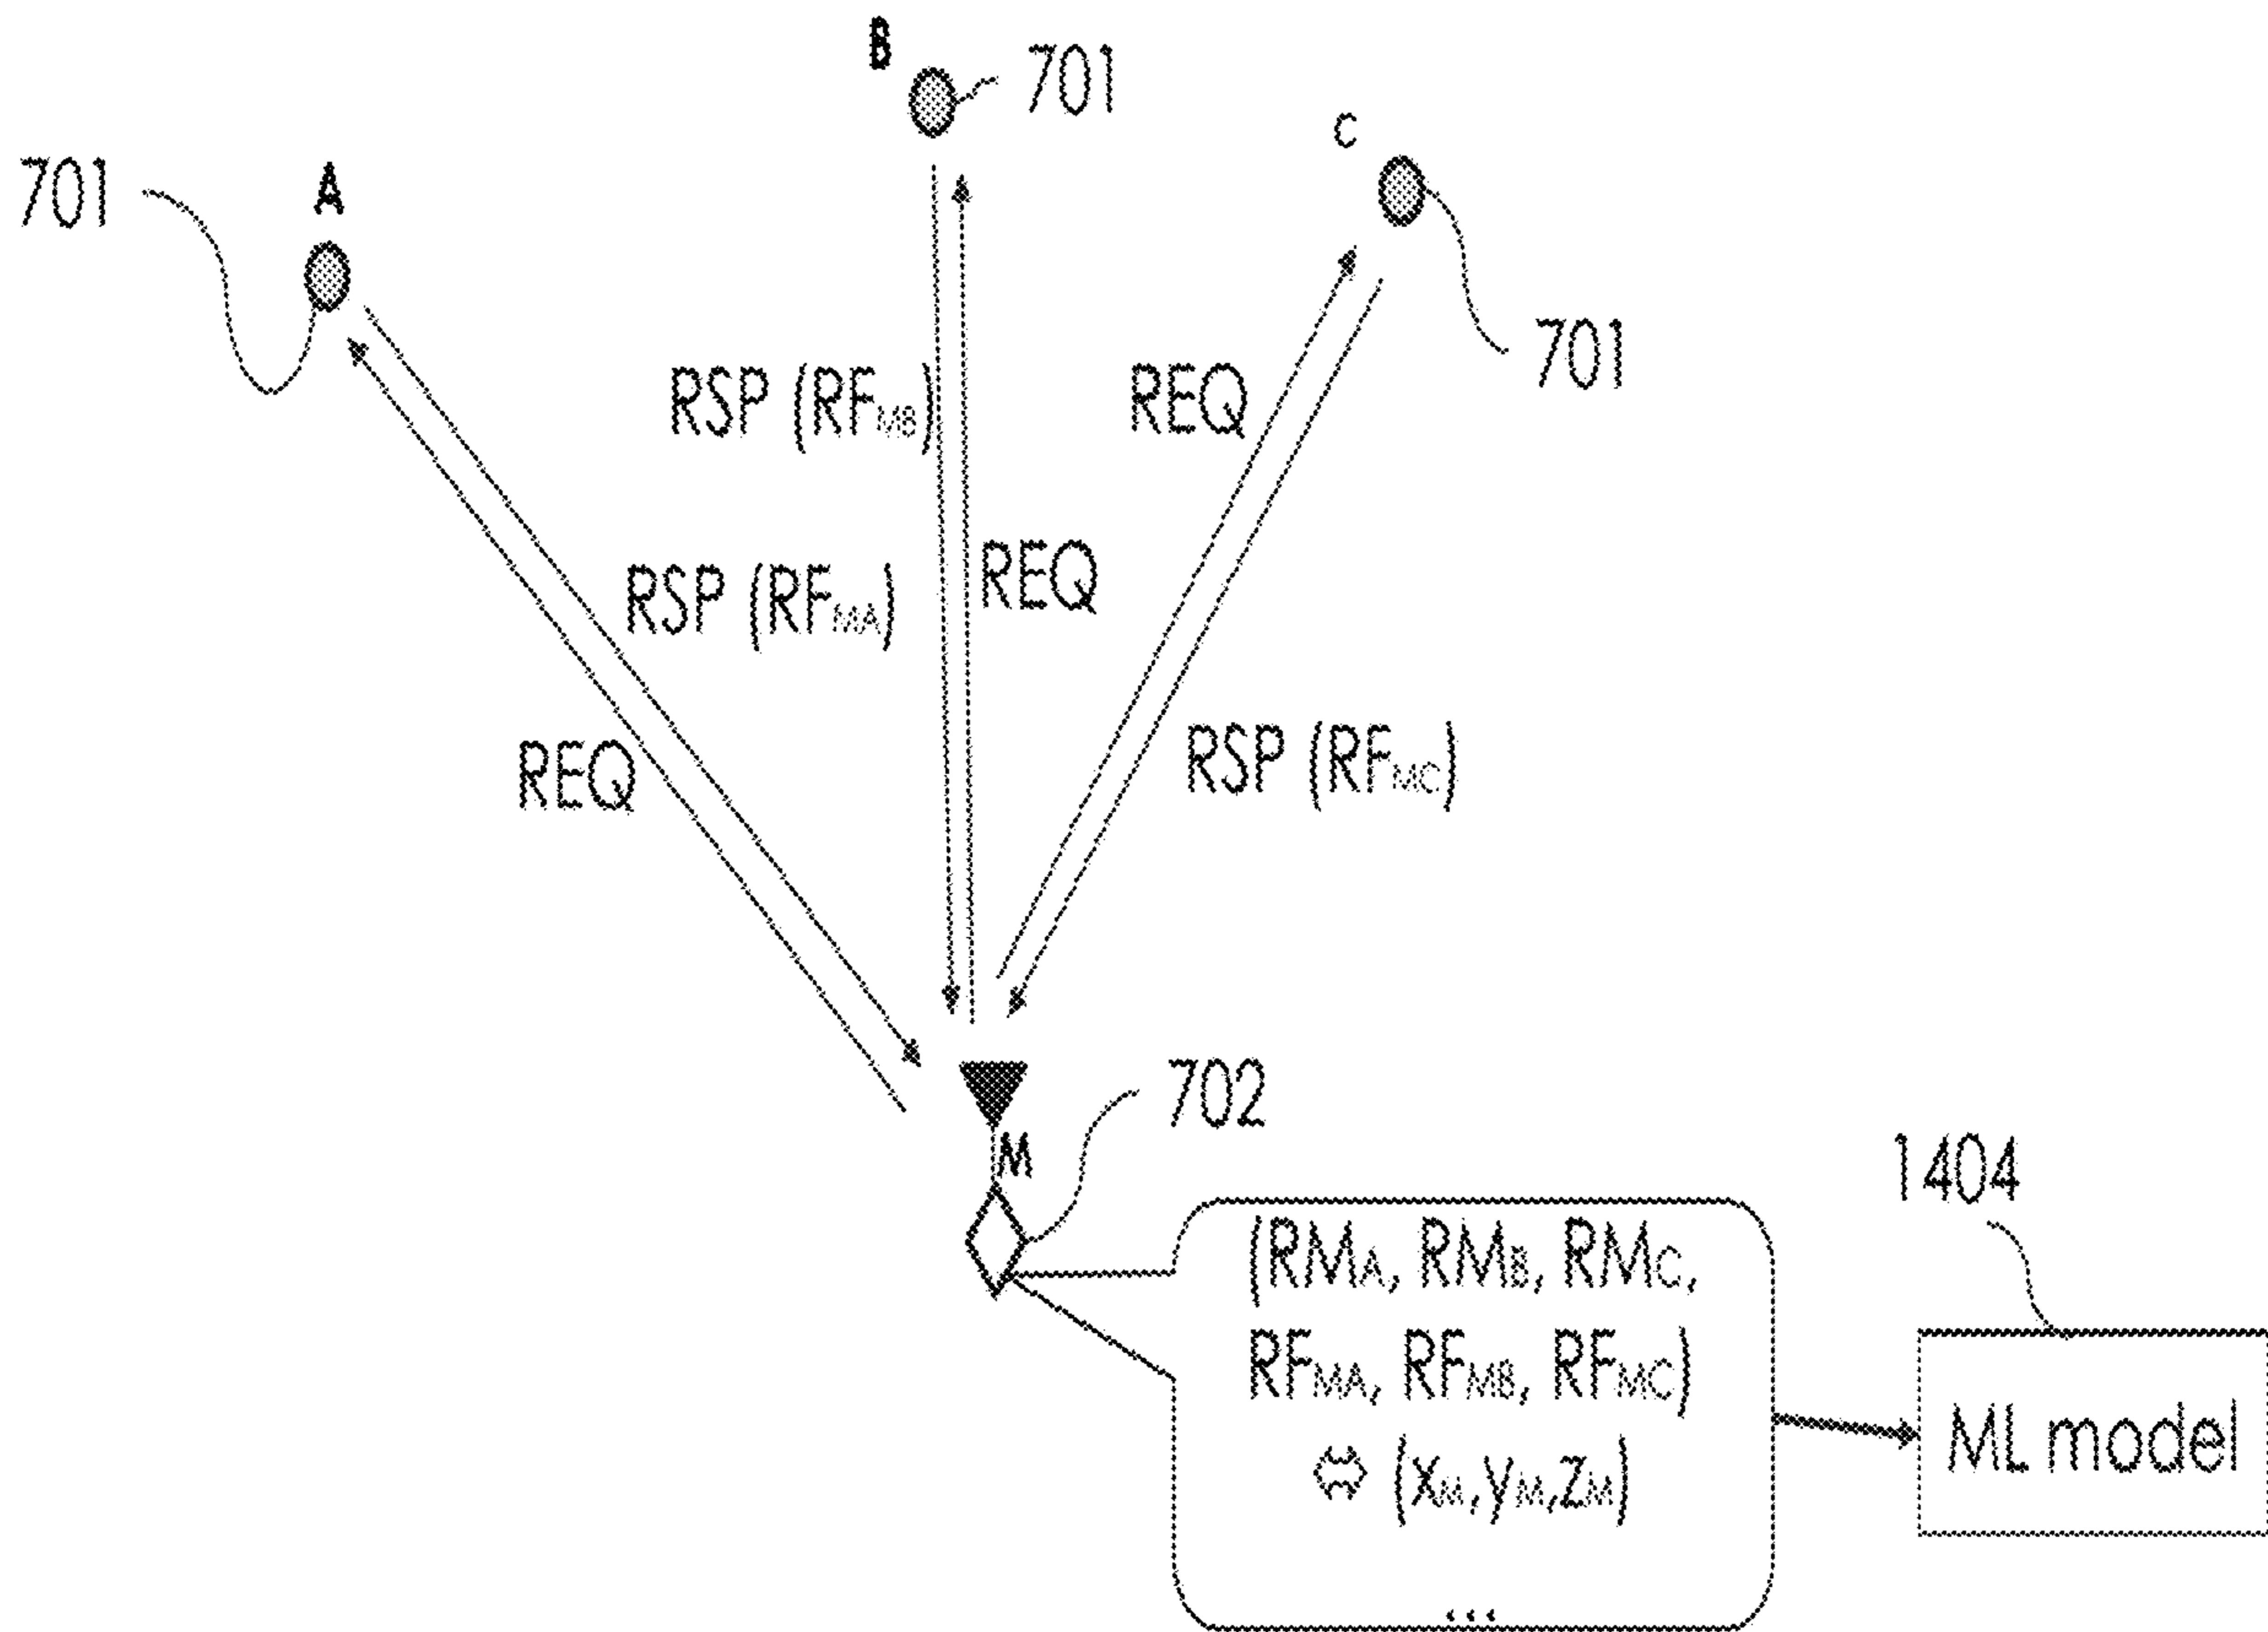 B
701
C
701
A
701
RSP (RFMB)
REQ
RSP (RFMA)
REQ
REQ
RSP (RFMC)
702
M
1404
(RMA, RMB, RMC,
RFMA, RFMB, RFMC)
⇔ (XM,yM,ZM)
...
ML model